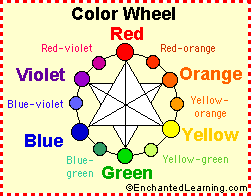 Color Wheel
Red
Red-violet
Red-orange
Violet
Orange
Blue-violet
Yellow-
orange
Blue
Yellow
Blue-
green
Green
Yellow-green
©EnchantedLearning.com